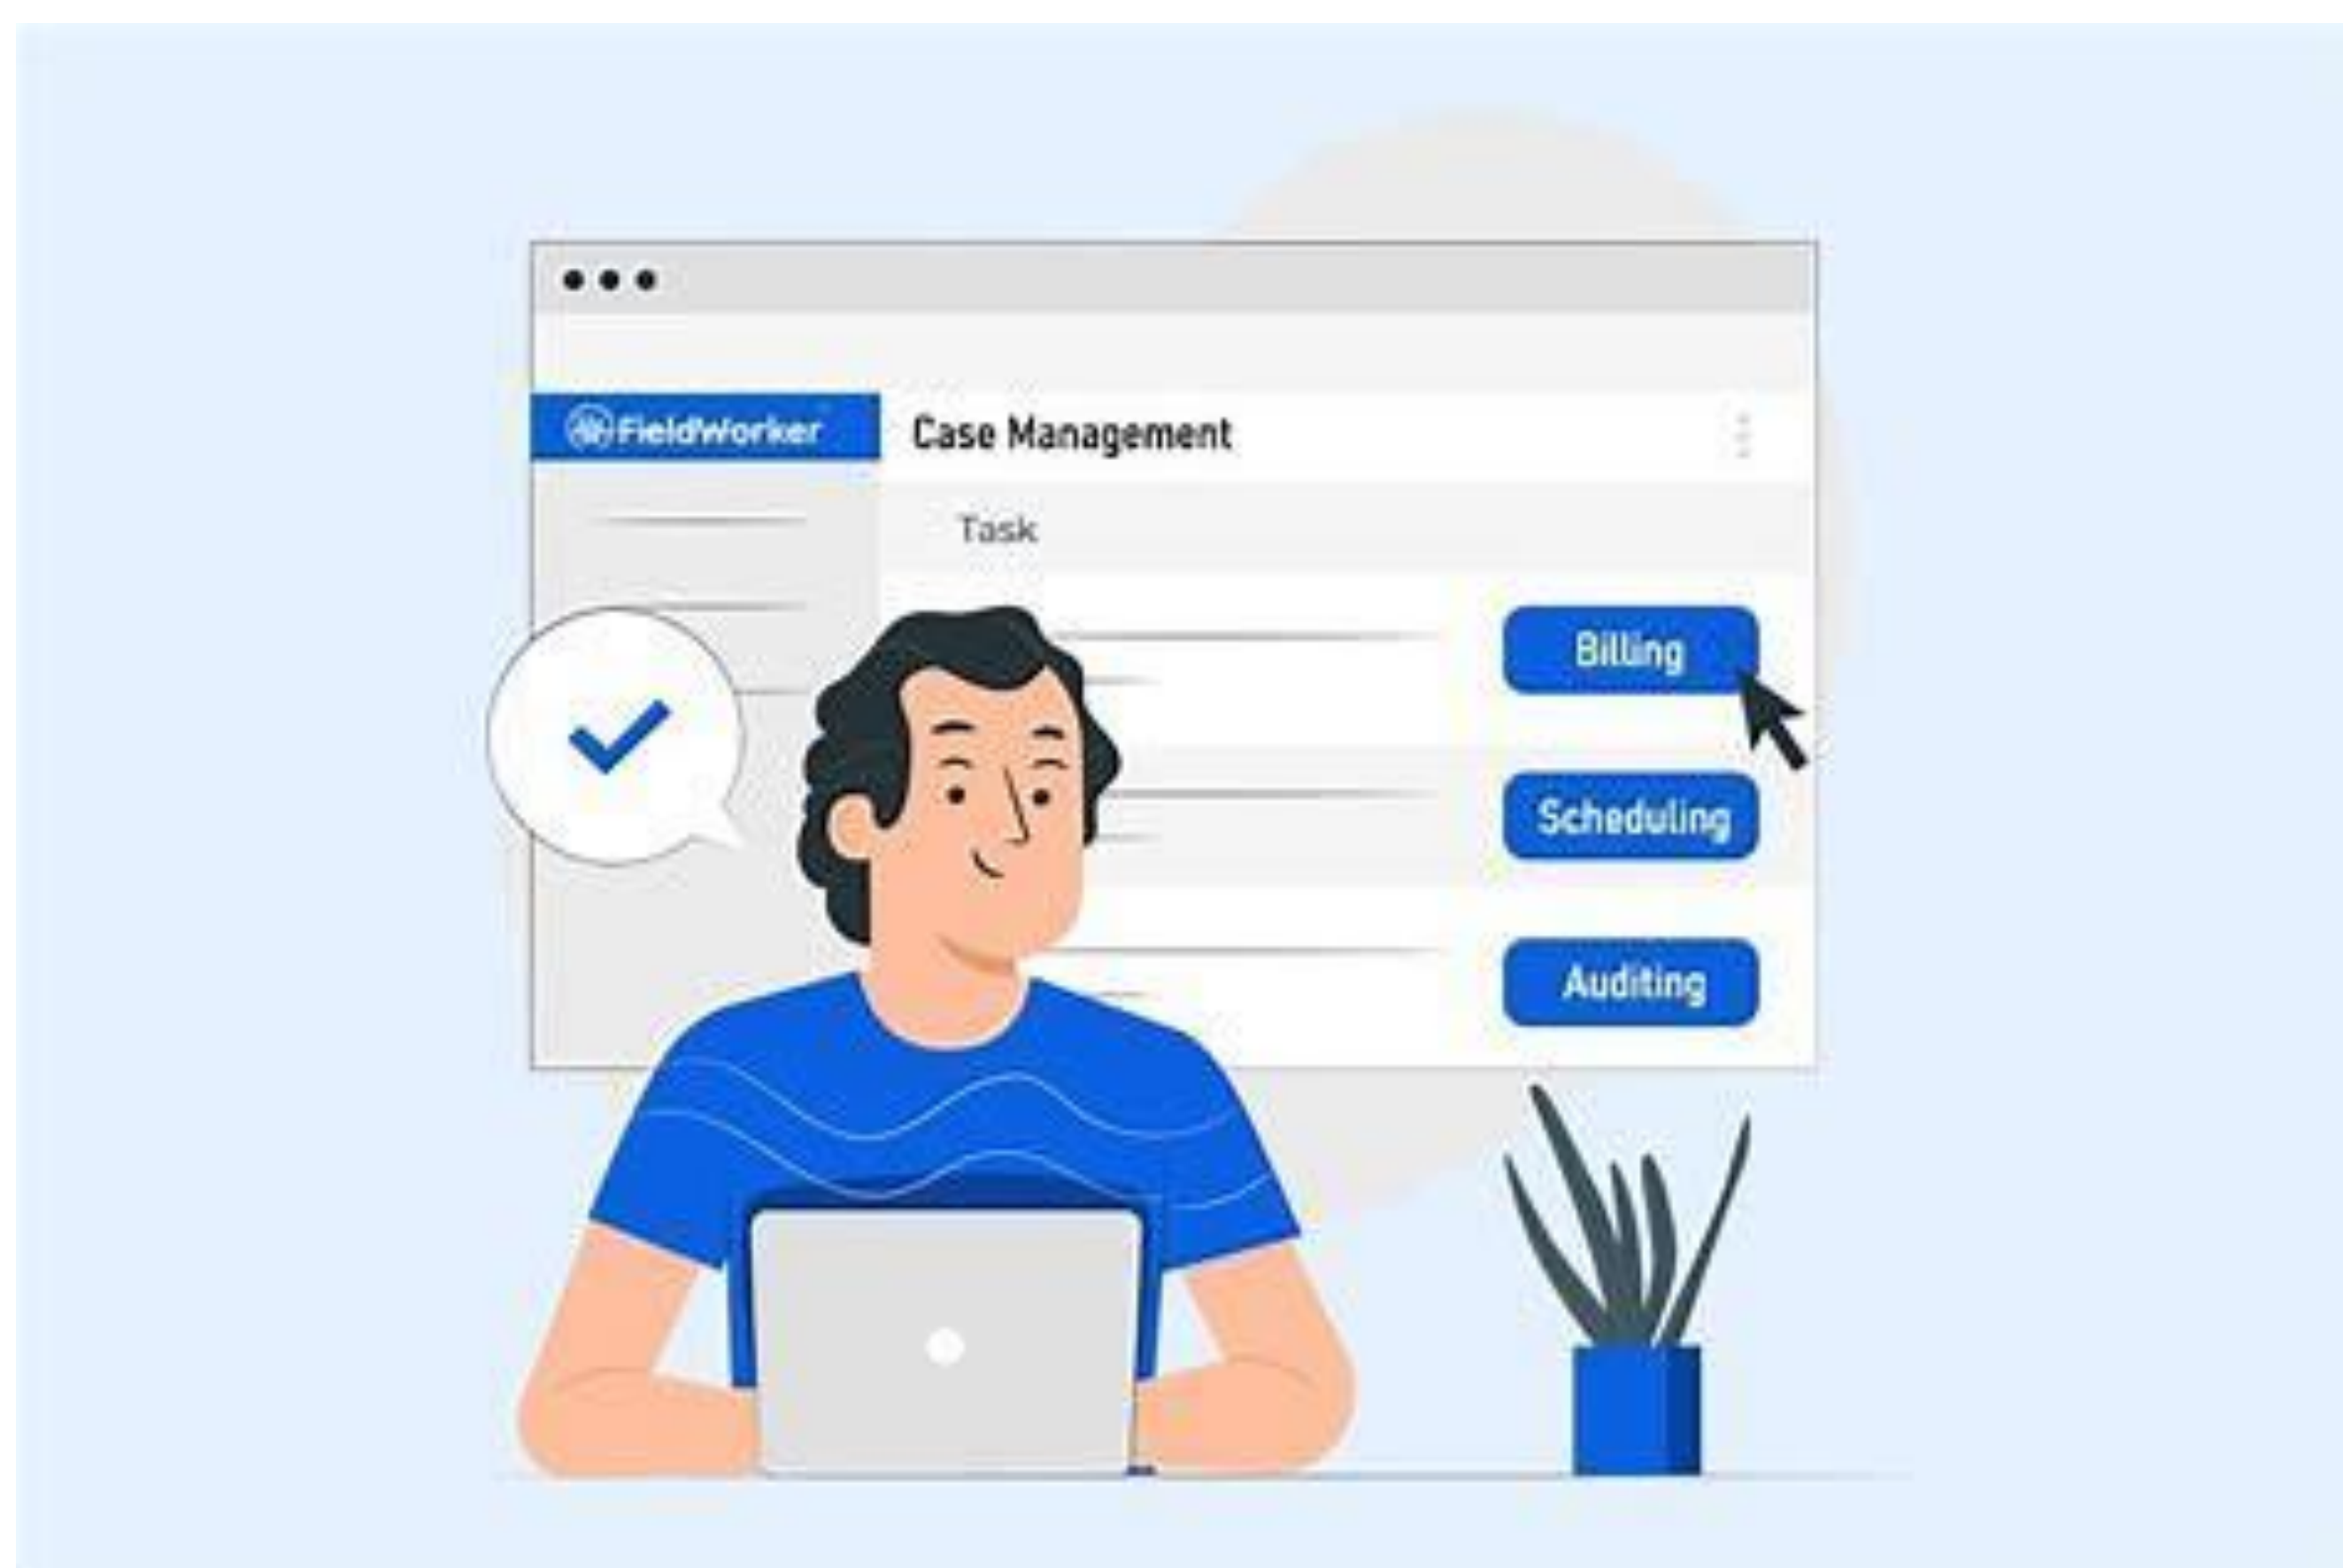 FieldWorker
Case Management
Task
Billing
Scheduling
Auditing